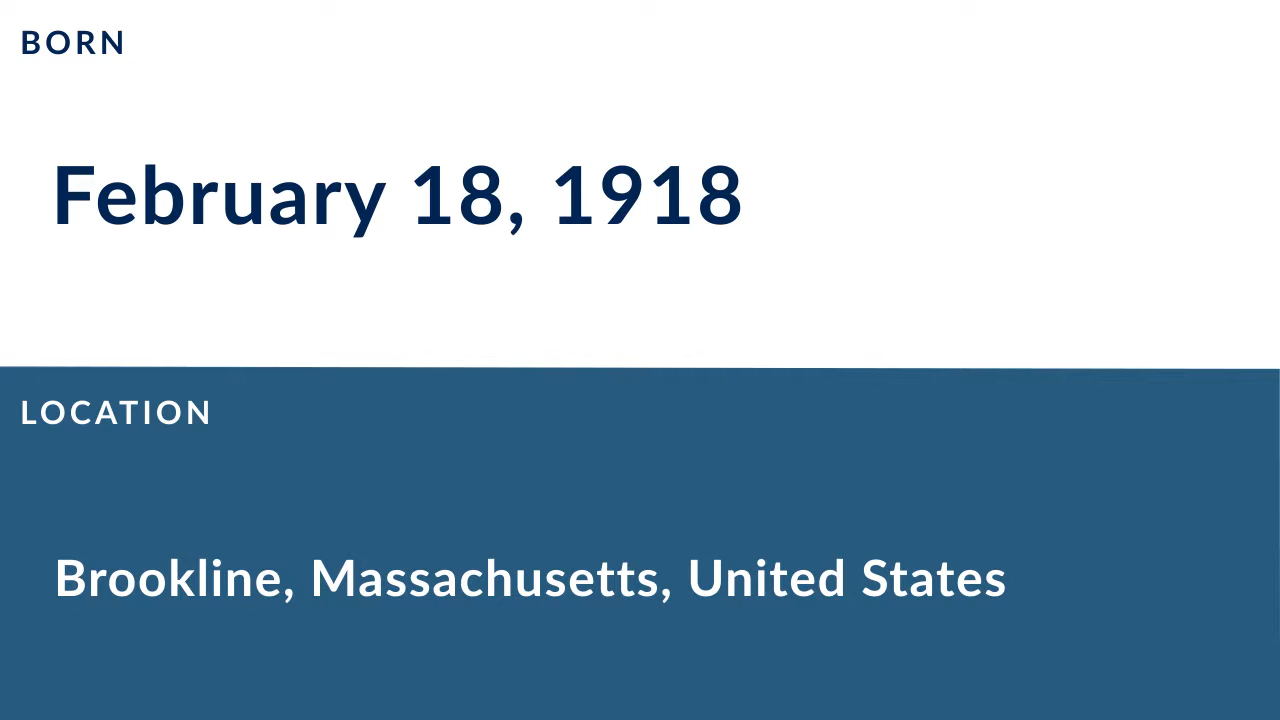 BORN
February 18, 1918
LOCATION
Brookline, Massachusetts, United States